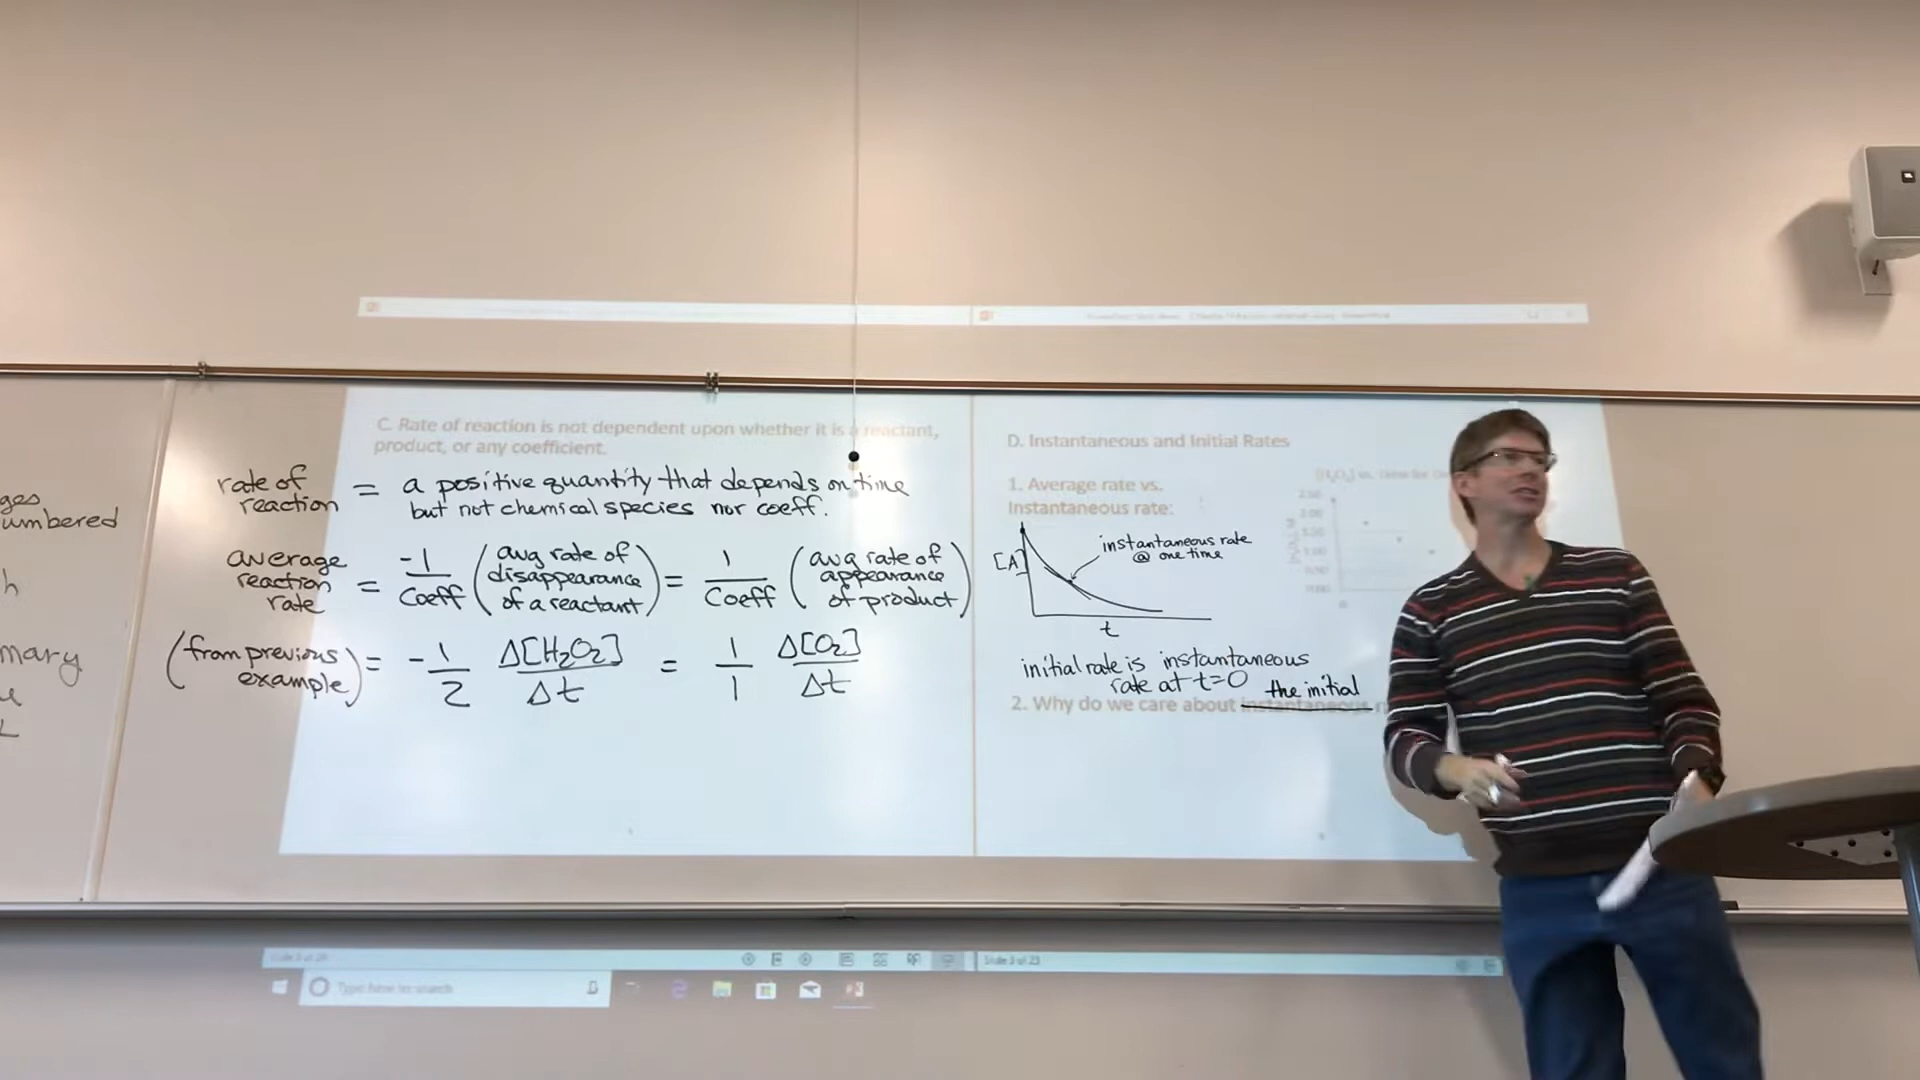 ges
umbered
h
mary
C. Rate of reaction is not dependent upon whether it is a reactant,
product, or any coefficient.
rate of
reaction = a positive quantity that depends on time
but not chemical species nor coeff.
average
reaction
rate = -1/Coeff (avg rate of disappearance of a reactant) = 1/Coeff (avg rate of appearance of product)
(from previous example) = -1/2 Δ[H₂O₂]/Δt = 1/1 Δ[O₂]/Δt
D. Instantaneous and Initial Rates
1. Average rate vs.
Instantaneous rate:
[A]
instantaneous rate
@ one time
t
initial rate is instantaneous
rate at t=0
the initial
2. Why do we care about instantaneous r
Type here to search